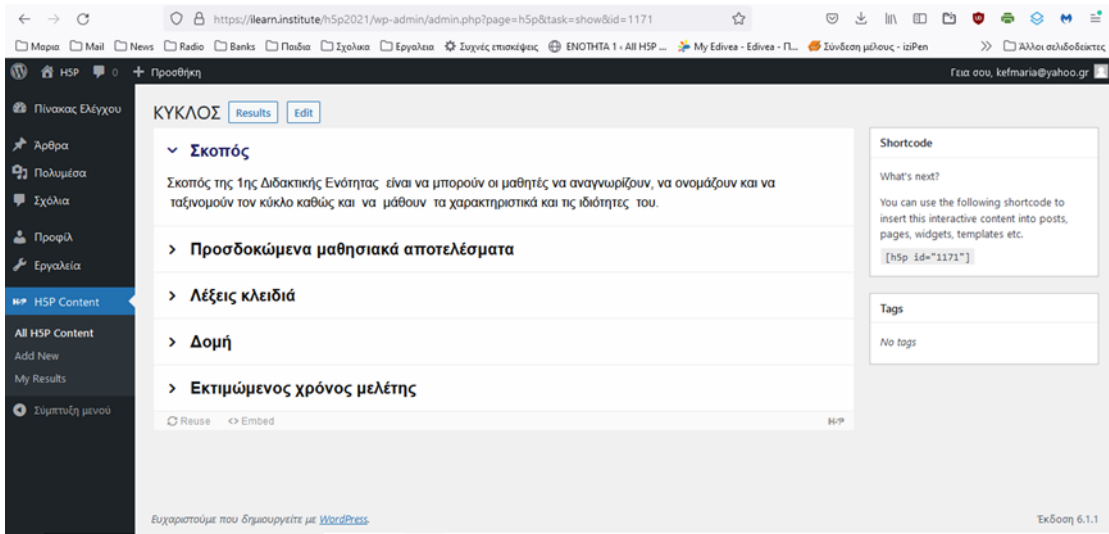 https://ilearn.institute/h5p2021/wp-admin/admin.php?page=h5p&task=show&id=1171
Μαρια Mail News Radio Banks Παιδια Σχολικα Εργαλεια Συχνές επισκέψεις ΕΝΟΤΗΤΑ 1 ‹ All H5P ... My Edivea - Edivea - Π... Σύνδεση μέλους - iziPen Άλλοι σελιδοδείκτες
H5P 0 + Προσθήκη Γεια σου, kefmaria@yahoo.gr
Πίνακας Ελέγχου
Άρθρα
Πολυμέσα
Σχόλια
Προφίλ
Εργαλεία
H5P Content
All H5P Content
Add New
My Results
Σύμπτυξη μενού
ΚΥΚΛΟΣ Results Edit
Σκοπός
Σκοπός της 1ης Διδακτικής Ενότητας είναι να μπορούν οι μαθητές να αναγνωρίζουν, να ονομάζουν και να
ταξινομούν τον κύκλο καθώς και να μάθουν τα χαρακτηριστικά και τις ιδιότητες του.
Προσδοκώμενα μαθησιακά αποτελέσματα
Λέξεις κλειδιά
Δομή
Εκτιμώμενος χρόνος μελέτης
Reuse <> Embed H5P
Shortcode
What's next?
You can use the following shortcode to
insert this interactive content into posts,
pages, widgets, templates etc.
[h5p id="1171"]
Tags
No tags
Ευχαριστούμε που δημιουργείτε με WordPress. Έκδοση 6.1.1